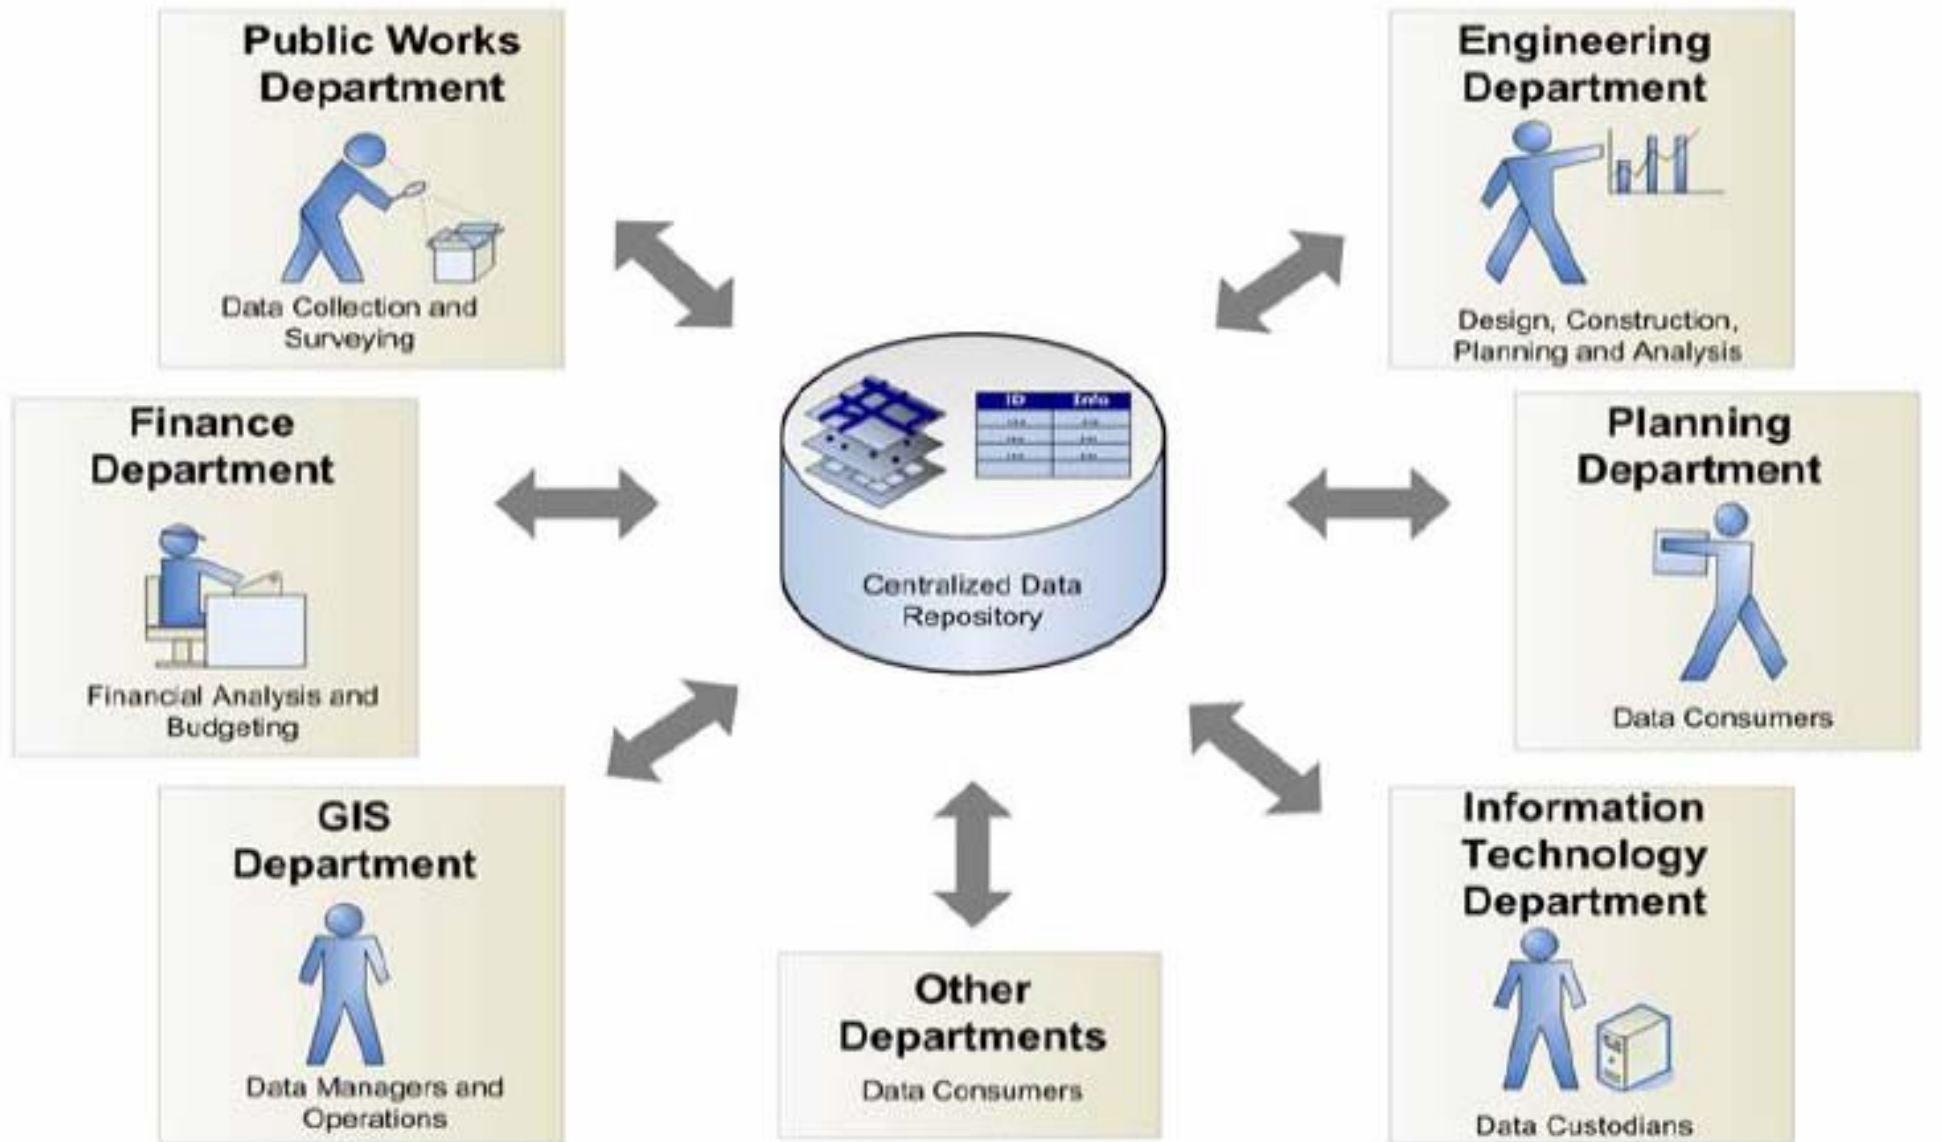 Public Works
Department
Data Collection and
Surveying
Engineering
Department
Design, Construction,
Planning and Analysis
Finance
Department
Financial Analysis and
Budgeting
ID Info
Centralized Data
Repository
Planning
Department
Data Consumers
GIS
Department
Data Managers and
Operations
Other
Departments
Data Consumers
Information
Technology
Department
Data Custodians